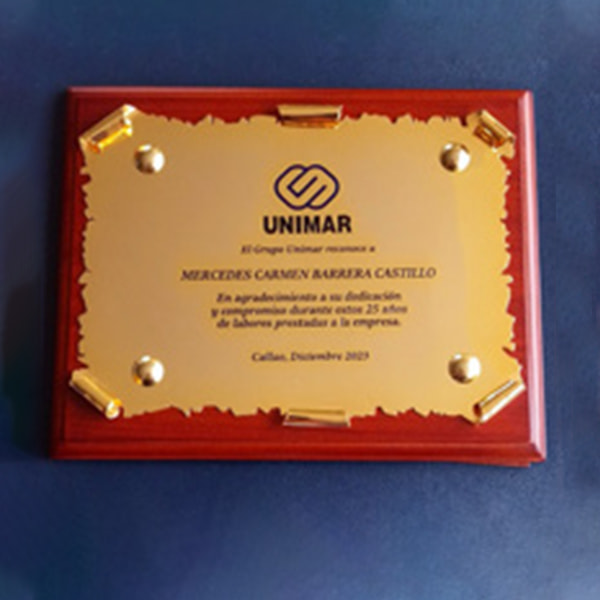 UNIMAR
El Grupo Unimar reconoce a
MERCEDES CARMEN BARRERA CASTILLO
En agradecimiento a su dedicación
y compromiso durante estos 25 años
de labores prestadas a la empresa.
Callao, Diciembre 2023